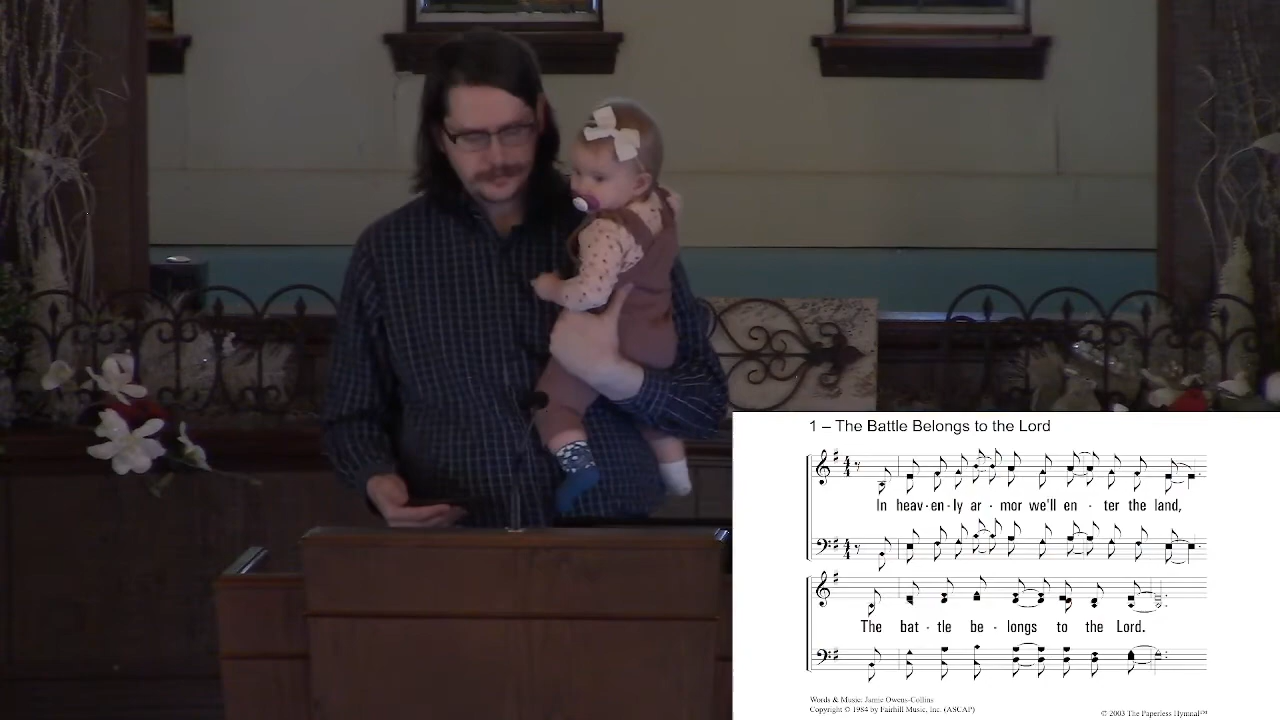 1 – The Battle Belongs to the Lord
In heav-en-ly ar - mor we'll en - ter the land,
The bat - tle be - longs to the Lord.
Words & Music: Jamie Owens-Collins
Copyright © 1984 by Fairhill Music, Inc. (ASCAP)
© 2003 The Paperless Hymnal™